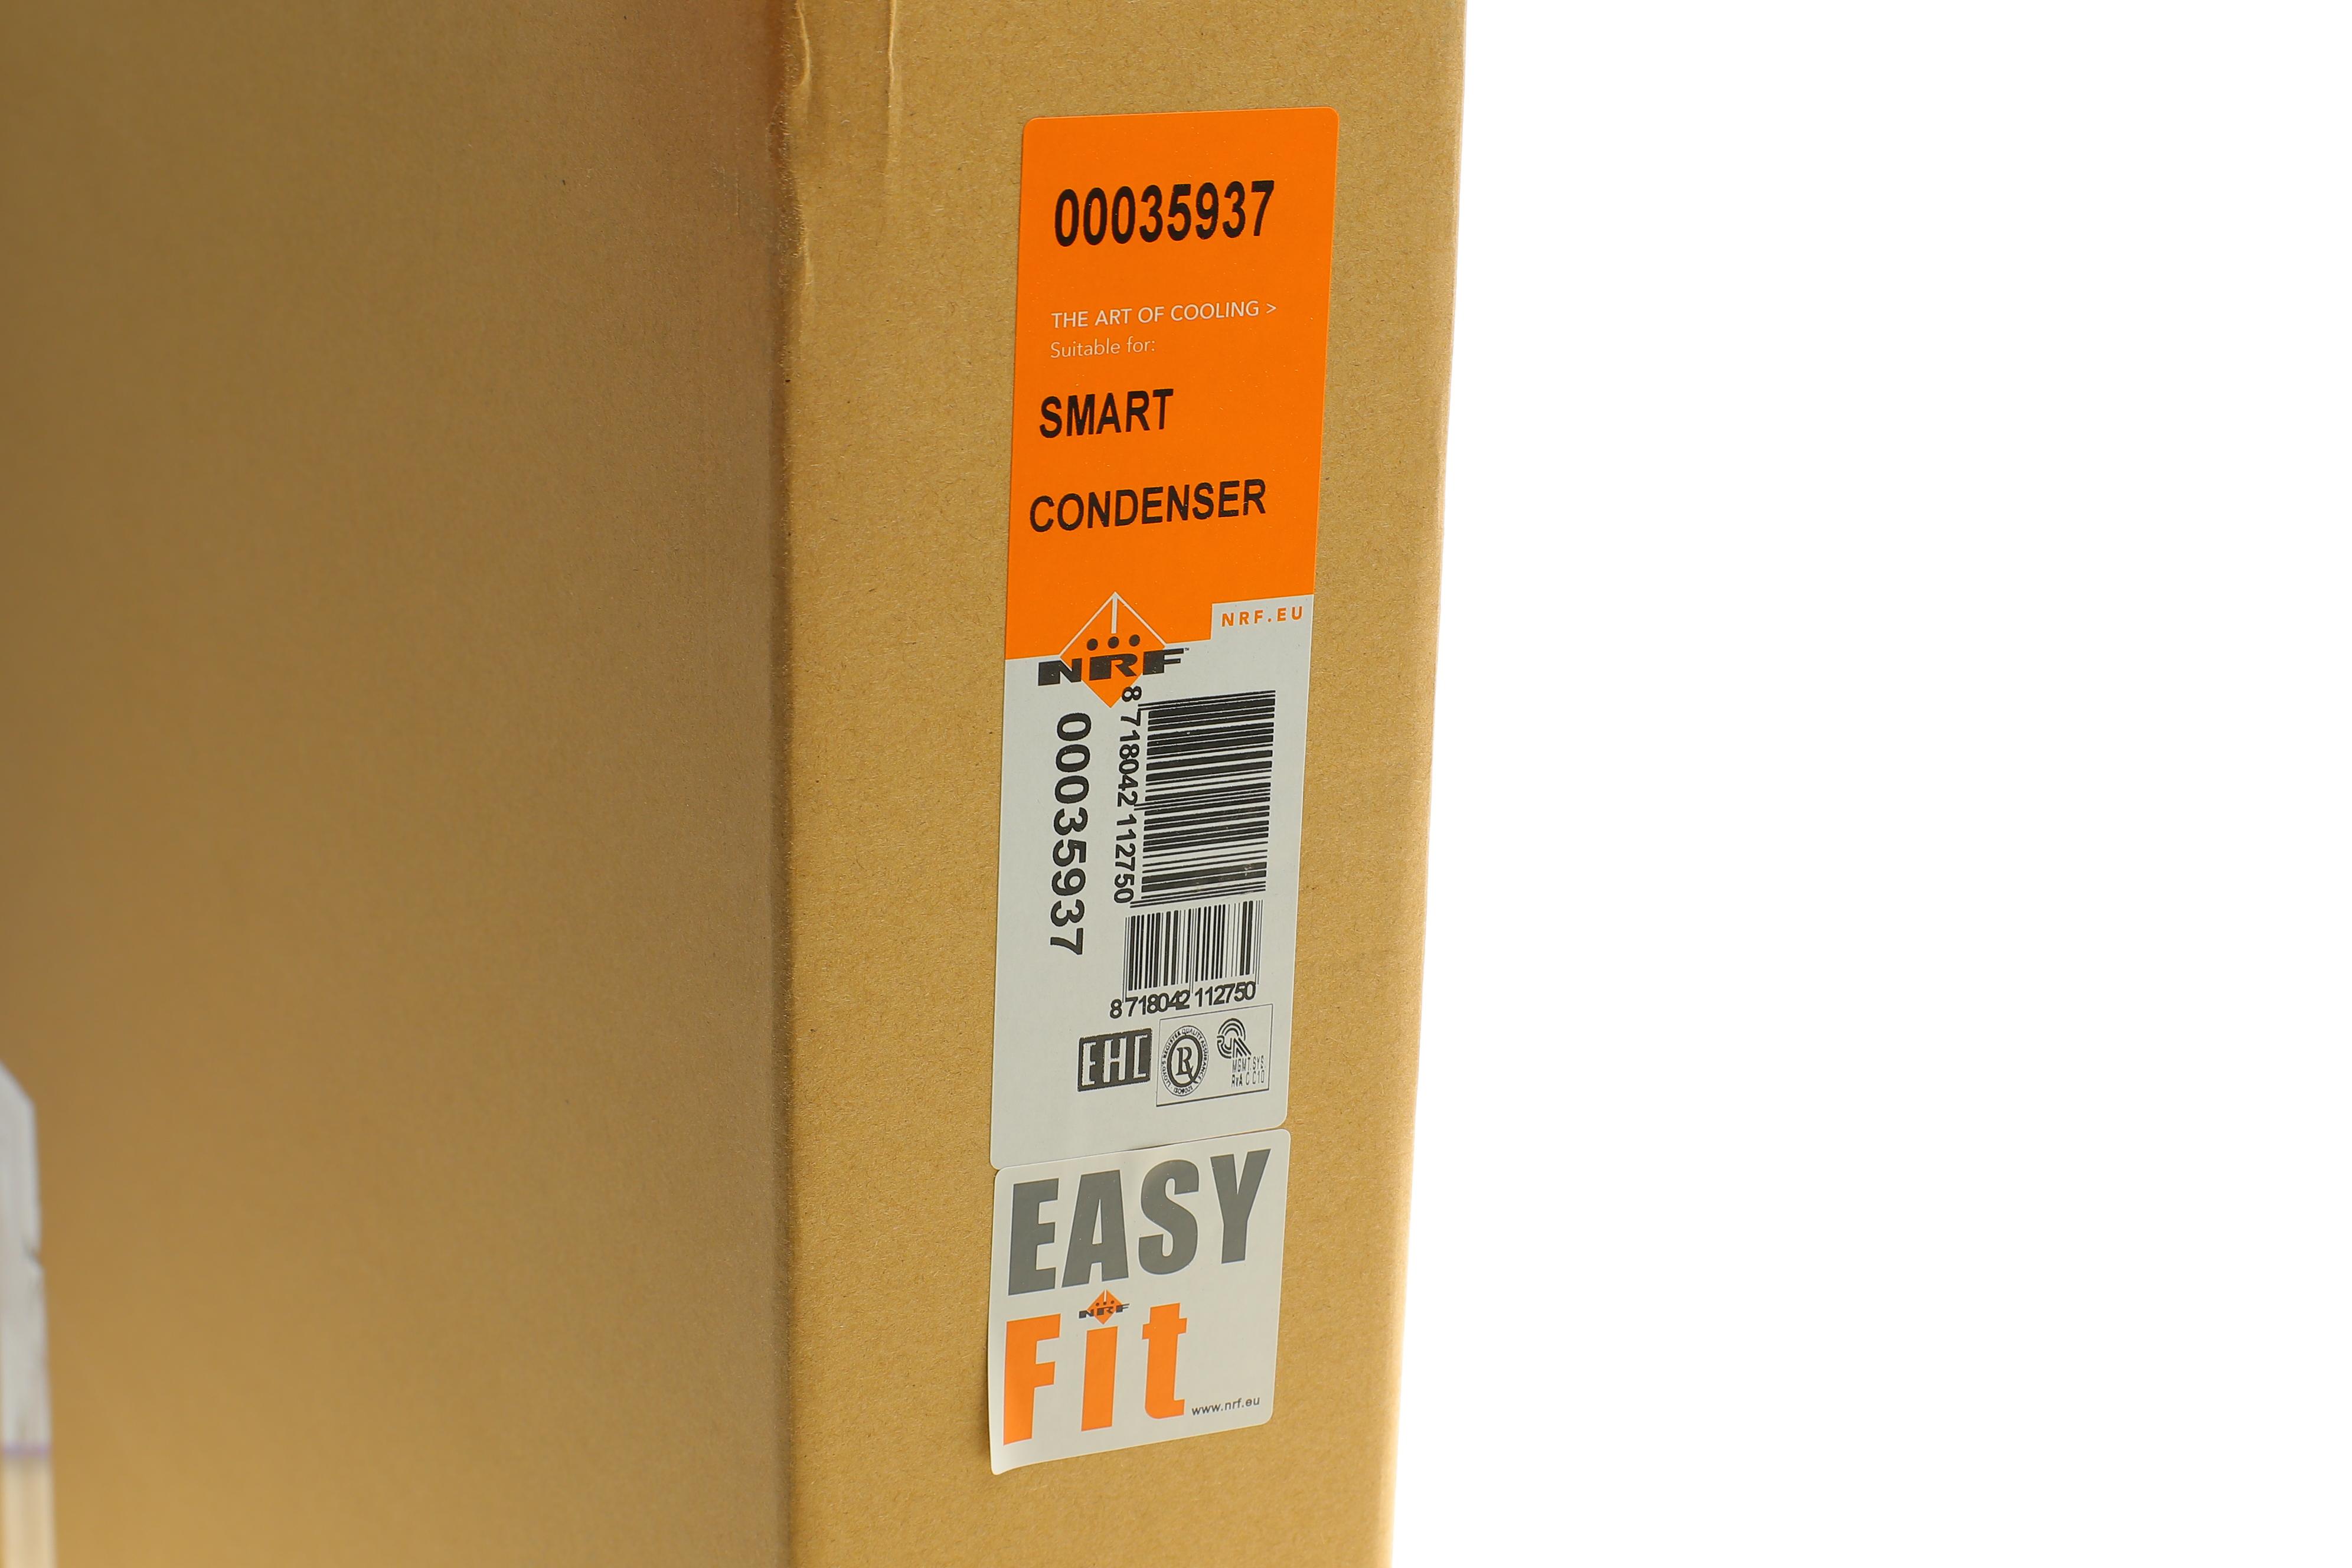 00035937
THE ART OF COOLING >
Suitable for:
SMART
CONDENSER
NRF.EU
NRF
8 718042 112750
00035937
8 718042 112750
EAC
MGMT. SYS.
RvA C 010
EASY
NRF
Fit
www.nrf.eu